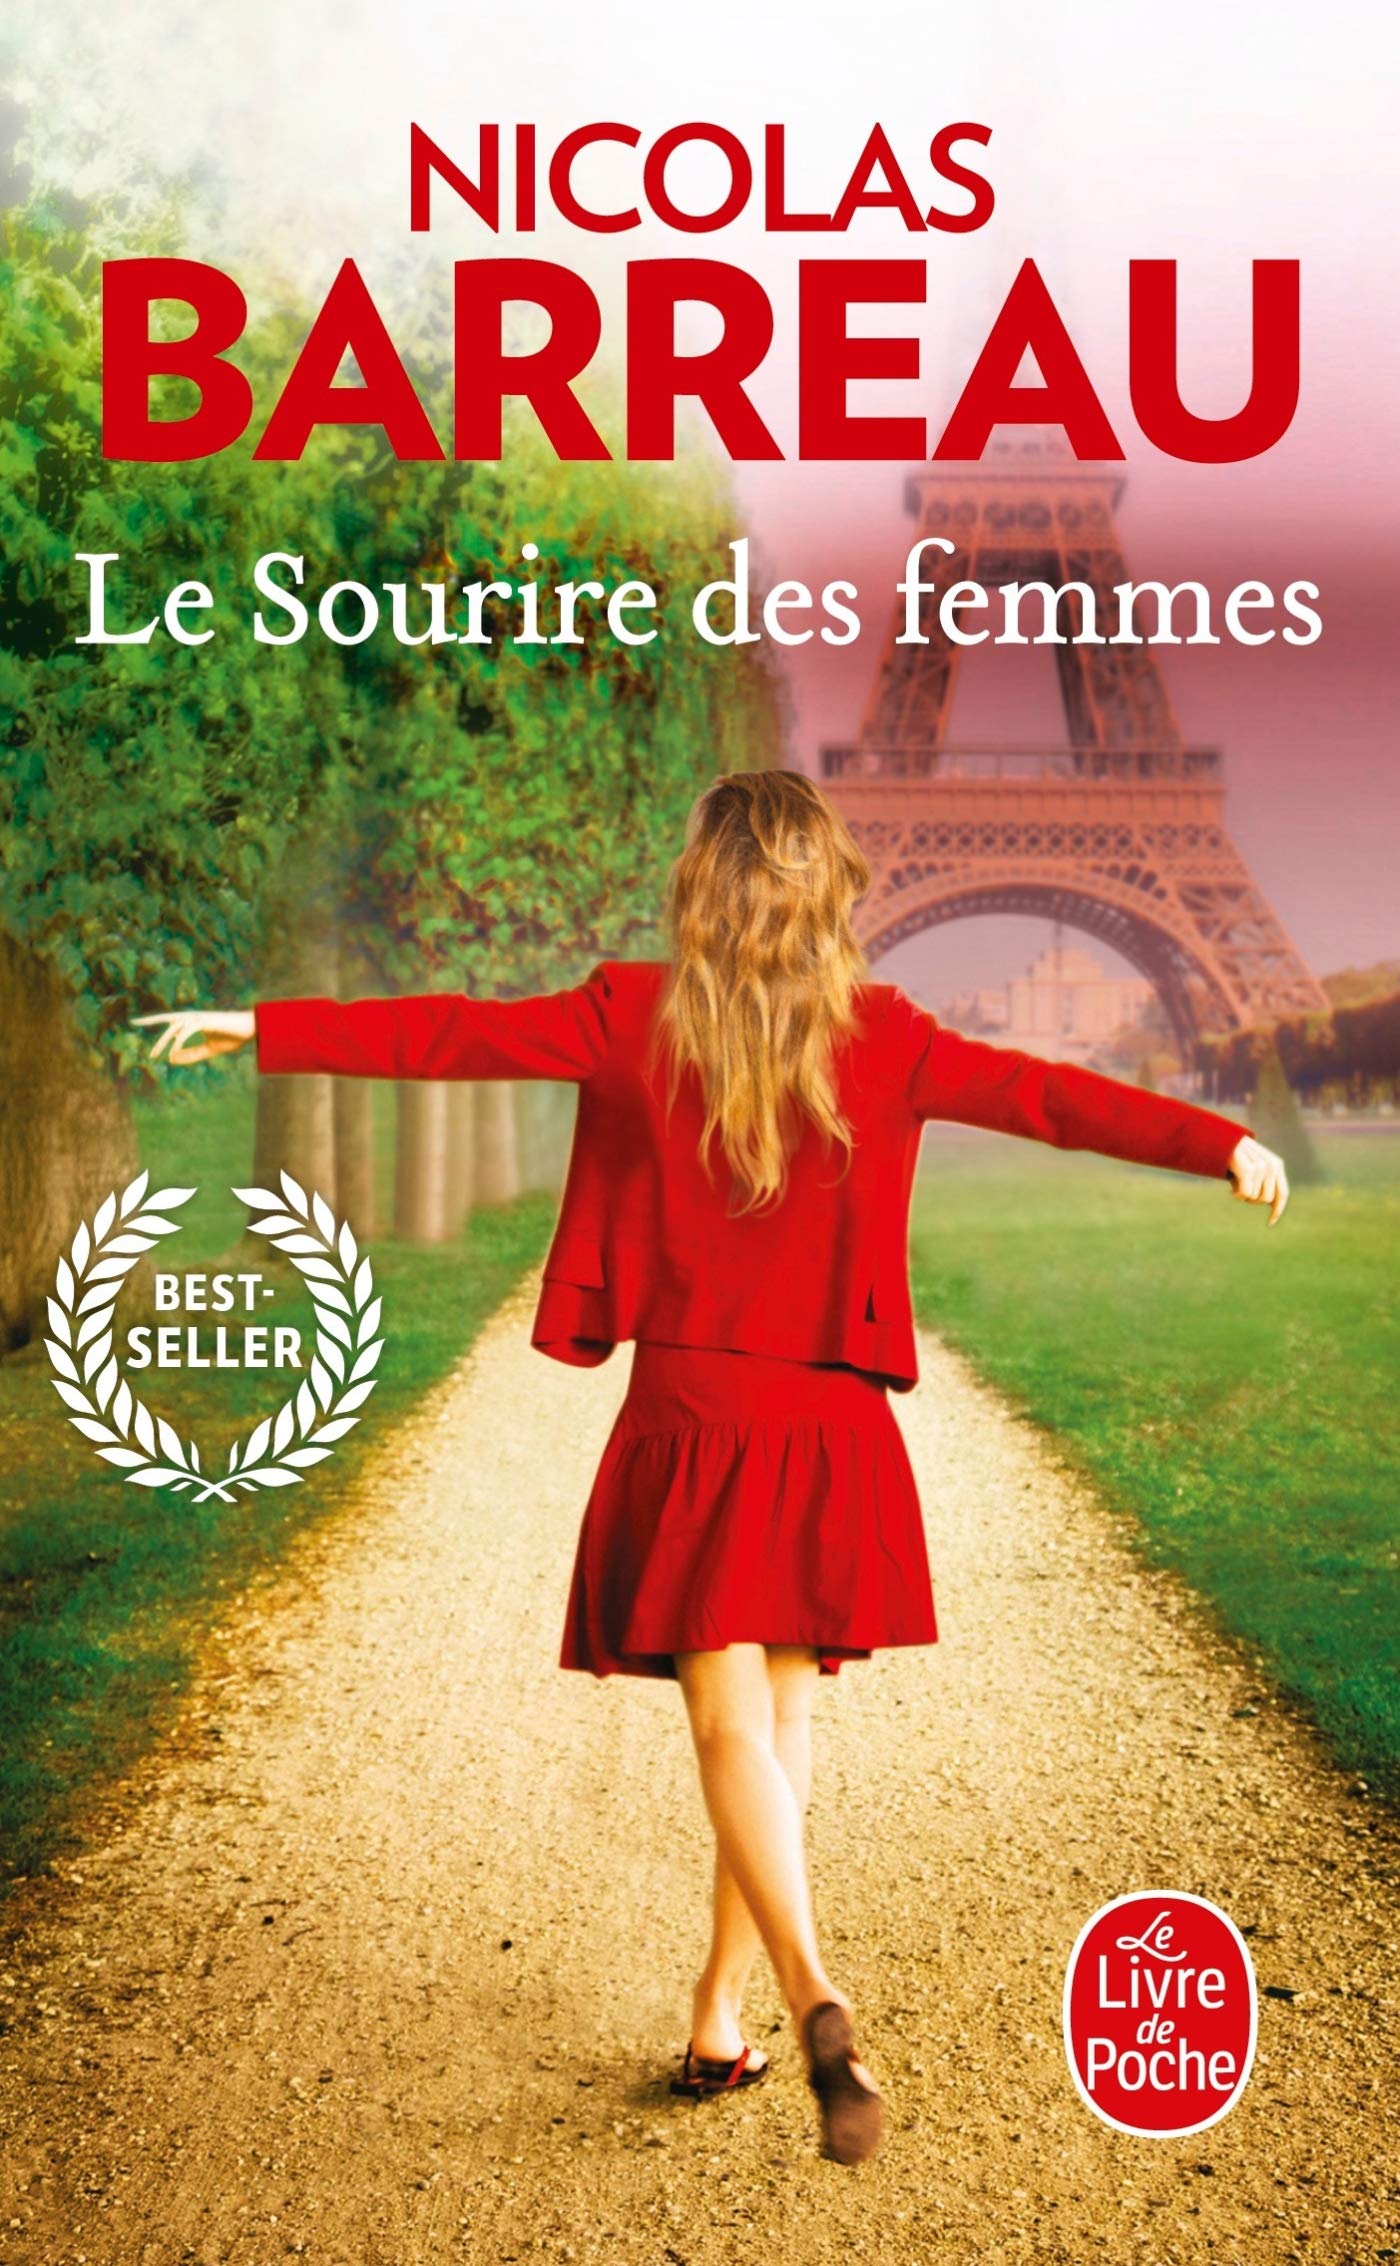 NICOLAS
BARREAU
Le Sourire des femmes
BEST-
SELLER
Le
Livre
de
Poche